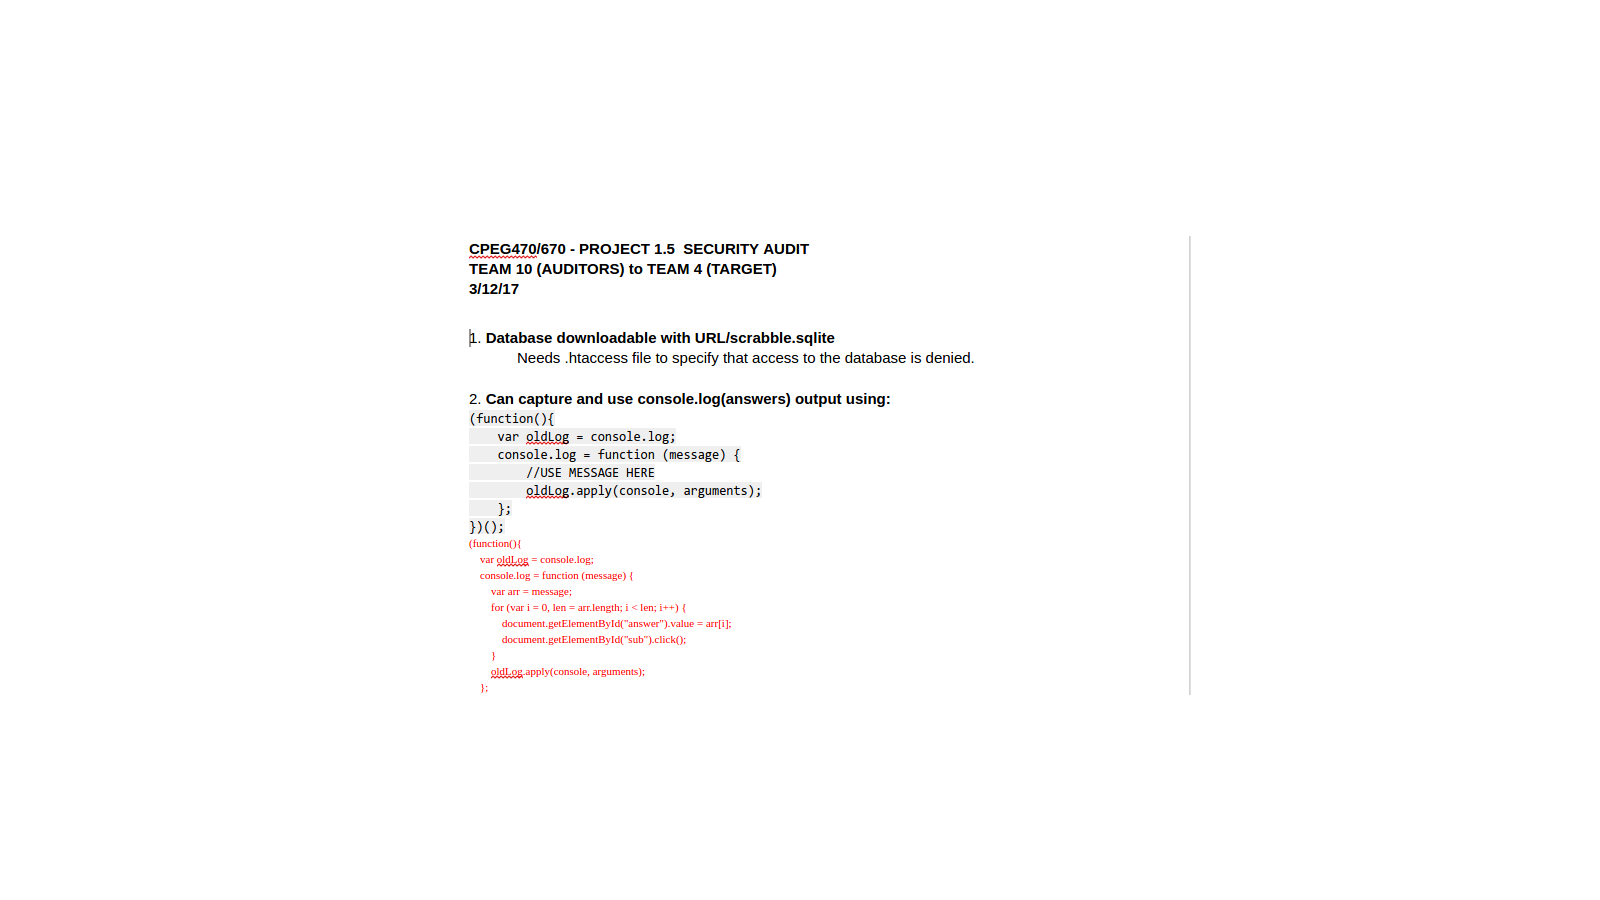 CPEG470/670 - PROJECT 1.5  SECURITY AUDIT
TEAM 10 (AUDITORS) to TEAM 4 (TARGET)
3/12/17
1. Database downloadable with URL/scrabble.sqlite
Needs .htaccess file to specify that access to the database is denied.
2. Can capture and use console.log(answers) output using:
(function(){
    var oldLog = console.log;
    console.log = function (message) {
        //USE MESSAGE HERE
        oldLog.apply(console, arguments);
    };
})();
(function(){
    var oldLog = console.log;
    console.log = function (message) {
        var arr = message;
        for (var i = 0, len = arr.length; i < len; i++) {
            document.getElementById("answer").value = arr[i];
            document.getElementById("sub").click();
        }
        oldLog.apply(console, arguments);
    };